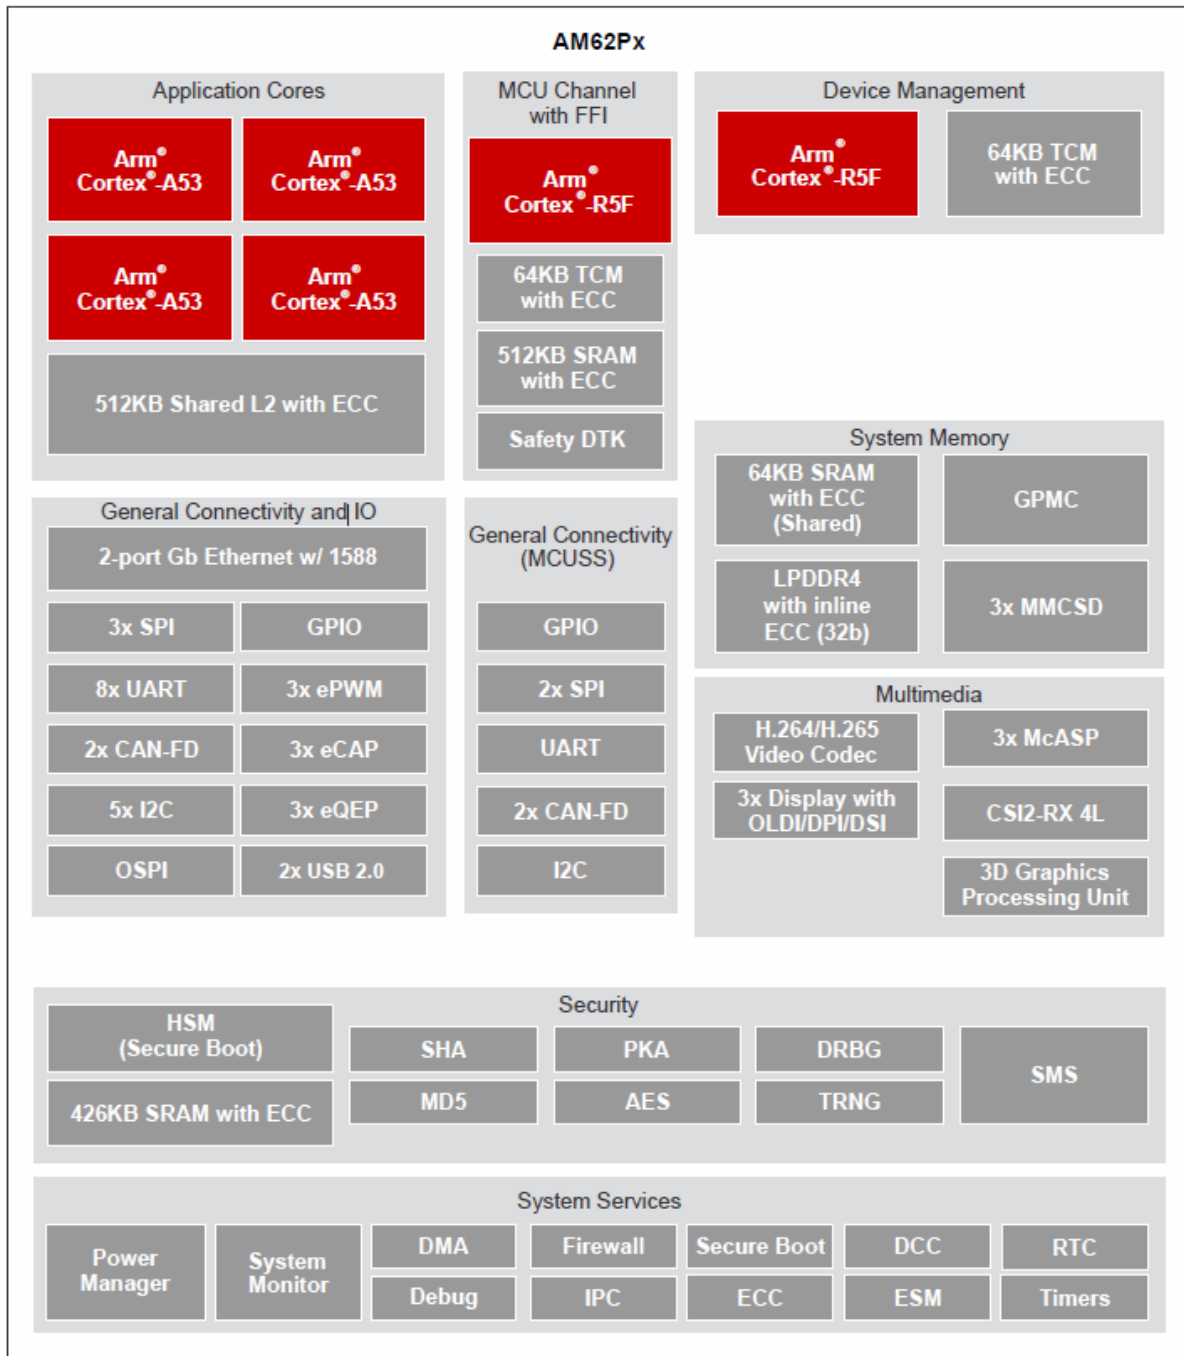 AM62Px
Application Cores
Arm®
Cortex®-A53
Arm®
Cortex®-A53
Arm®
Cortex®-A53
Arm®
Cortex®-A53
512KB Shared L2 with ECC
MCU Channel
with FFI
Arm®
Cortex®-R5F
64KB TCM
with ECC
512KB SRAM
with ECC
Safety DTK
Device Management
Arm®
Cortex®-R5F
64KB TCM
with ECC
System Memory
64KB SRAM
with ECC
(Shared)
GPMC
LPDDR4
with inline
ECC (32b)
3x MMCSD
General Connectivity and IO
2-port Gb Ethernet w/ 1588
3x SPI
GPIO
8x UART
3x ePWM
2x CAN-FD
3x eCAP
5x I2C
3x eQEP
OSPI
2x USB 2.0
General Connectivity
(MCUSS)
GPIO
2x SPI
UART
2x CAN-FD
I2C
Multimedia
H.264/H.265
Video Codec
3x McASP
3x Display with
OLDI/DPI/DSI
CSI2-RX 4L
3D Graphics
Processing Unit
Security
HSM
(Secure Boot)
426KB SRAM with ECC
SHA
PKA
DRBG
MD5
AES
TRNG
SMS
System Services
Power
Manager
System
Monitor
DMA
Firewall
Secure Boot
DCC
RTC
Debug
IPC
ECC
ESM
Timers